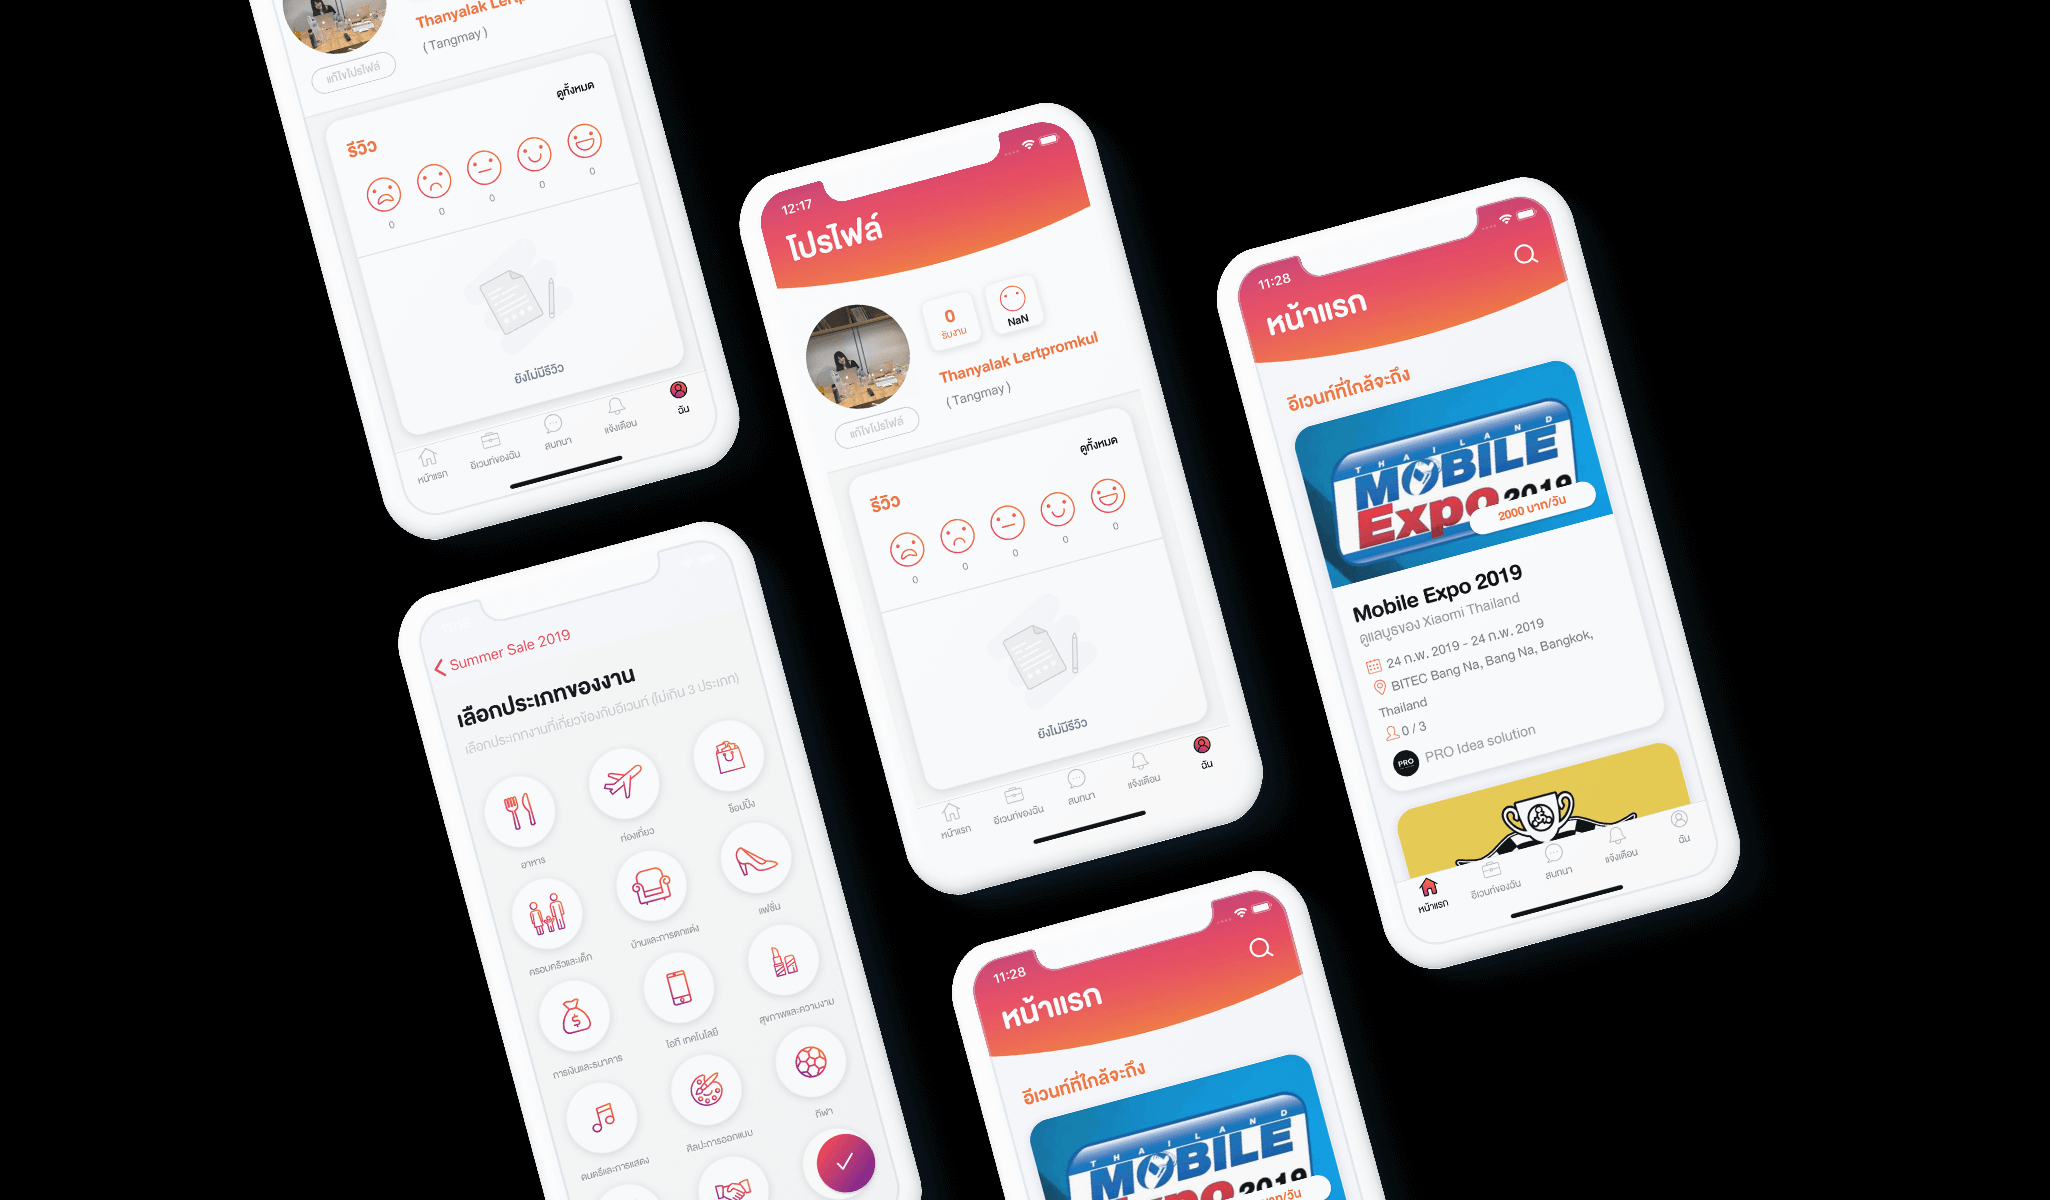 Thanyalak
( Tangmay )
แก้ไขโปรไฟล์
ดูทั้งหมด
รีวิว
0
0
0
0
0
ยังไม่มีรีวิว
หน้าแรก
อีเวนท์ของฉัน
สนทนา
แจ้งเตือน
ฉัน
12:17
โปรไฟล์
0
รับงาน
NaN
Thanyalak Lertpromkul
( Tangmay )
แก้ไขโปรไฟล์
ดูทั้งหมด
รีวิว
0
0
0
0
0
ยังไม่มีรีวิว
หน้าแรก
อีเวนท์ของฉัน
สนทนา
แจ้งเตือน
ฉัน
11:28
หน้าแรก
อีเวนท์ที่ใกล้จะถึง
THAILAND
MOBILE
Expo 2019
2000 บาท/วัน
Mobile Expo 2019
ดูแลบูธของ Xiaomi Thailand
24 ก.พ. 2019 - 24 ก.พ. 2019
BITEC Bang Na, Bang Na, Bangkok,
Thailand
0 / 3
PRO
PRO Idea solution
หน้าแรก
อีเวนท์ของฉัน
สนทนา
แจ้งเตือน
ฉัน
Summer Sale 2019
เลือกประเภทของงาน
เลือกประเภทงานที่เกี่ยวข้องกับอีเวนท์ (ไม่เกิน 3 ประเภท)
อาหาร
ท่องเที่ยว
ช็อปปิ้ง
ครอบครัวและเด็ก
บ้านและการตกแต่ง
แฟชั่น
การเงินและธนาคาร
ไอที เทคโนโลยี
สุขภาพและความงาม
ดนตรีและการแสดง
ศิลปะการออกแบบ
กีฬา
11:28
หน้าแรก
อีเวนท์ที่ใกล้จะถึง
THAILAND
MOBILE
Expo 2019
บาท/วัน